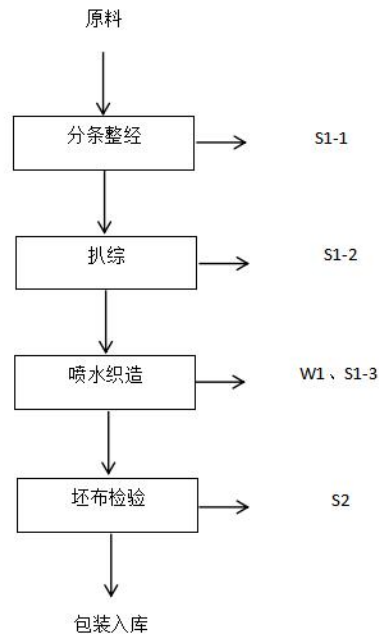 原料
分条整经
S1-1
扒综
S1-2
喷水织造
W1、S1-3
坯布检验
S2
包装入库